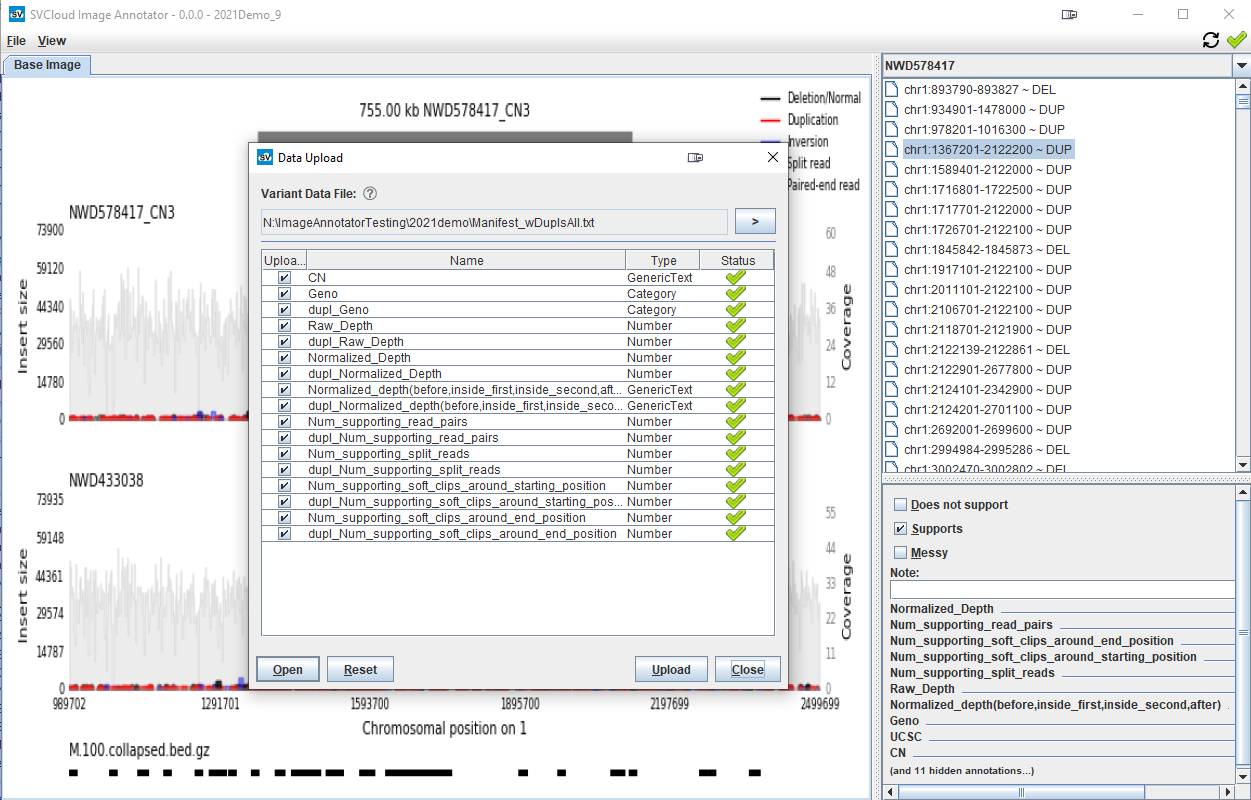 SV SVCloud Image Annotator - 0.0.0 - 2021Demo_9
File View
Base Image
755.00 kb NWD578417_CN3
Deletion/Normal
Duplication
Inversion
Split read
Paired-end read
NWD578417_CN3
73900
59120
44340
29560
14780
0
Insert size
60
48
36
24
12
0
Coverage
NWD433038
73935
59148
44361
29574
14787
0
Insert size
55
44
33
22
11
0
Coverage
989702 1291701 1593700 1895700 2197699 2499699
Chromosomal position on 1
M.100.collapsed.bed.gz
SV Data Upload
Variant Data File: ?
N:\ImageAnnotatorTesting\2021demo\Manifest_wDupIsAll.txt >
Uploa... Name Type Status
CN GenericText
Geno Category
dupl_Geno Category
Raw_Depth Number
dupl_Raw_Depth Number
Normalized_Depth Number
dupl_Normalized_Depth Number
Normalized_depth(before,inside_first,inside_second,aft... GenericText
dupl_Normalized_depth(before,inside_first,inside_seco... GenericText
Num_supporting_read_pairs Number
dupl_Num_supporting_read_pairs Number
Num_supporting_split_reads Number
dupl_Num_supporting_split_reads Number
Num_supporting_soft_clips_around_starting_position Number
dupl_Num_supporting_soft_clips_around_starting_pos... Number
Num_supporting_soft_clips_around_end_position Number
dupl_Num_supporting_soft_clips_around_end_position Number
Open Reset Upload Close
NWD578417
chr1:893790-893827 ~ DEL
chr1:934901-1478000 ~ DUP
chr1:978201-1016300 ~ DUP
chr1:1367201-2122200 ~ DUP
chr1:1589401-2122100 ~ DUP
chr1:1716801-1722500 ~ DUP
chr1:1717701-2122100 ~ DUP
chr1:1726701-2122100 ~ DUP
chr1:1845842-1845873 ~ DEL
chr1:1917101-2122100 ~ DUP
chr1:2011101-2122100 ~ DUP
chr1:2106701-2122100 ~ DUP
chr1:2118701-2121900 ~ DUP
chr1:2122139-2122861 ~ DEL
chr1:2122901-2677800 ~ DUP
chr1:2124101-2342900 ~ DUP
chr1:2124201-2701100 ~ DUP
chr1:2692001-2699600 ~ DUP
chr1:2994984-2995286 ~ DEL
chr1:3002470-3002802 ~ DEL
Does not support
Supports
Messy
Note:
Normalized_Depth
Num_supporting_read_pairs
Num_supporting_soft_clips_around_end_position
Num_supporting_soft_clips_around_starting_position
Num_supporting_split_reads
Raw_Depth
Normalized_depth(before,inside_first,inside_second,after)
Geno
UCSC
CN
(and 11 hidden annotations...)